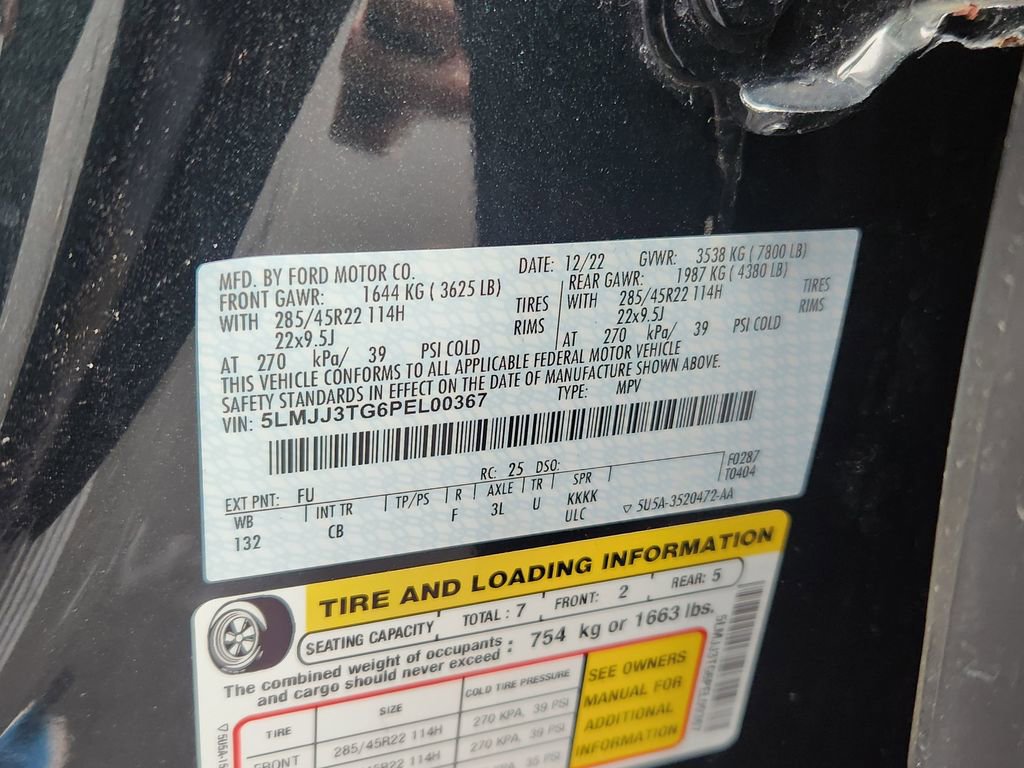 MFD. BY FORD MOTOR CO. DATE: 12/22 GVWR: 3538 KG ( 7800 LB)
FRONT GAWR: 1644 KG ( 3625 LB) REAR GAWR: 1987 KG ( 4380 LB)
WITH 285/45R22 114H TIRES WITH 285/45R22 114H TIRES
22x9.5J RIMS 22x9.5J RIMS
AT 270 kPa/ 39 PSI COLD AT 270 kPa/ 39 PSI COLD
THIS VEHICLE CONFORMS TO ALL APPLICABLE FEDERAL MOTOR VEHICLE
SAFETY STANDARDS IN EFFECT ON THE DATE OF MANUFACTURE SHOWN ABOVE.
VIN: 5LMJJ3TG6PEL00367 TYPE: MPV
EXT PNT: FU RC: 25 DSO: F0287
WB INT TR TP/PS R AXLE TR SPR T0404
132 CB F 3L U KKKK
ULC ▽ 5U5A-3520472-AA
TIRE AND LOADING INFORMATION
SEATING CAPACITY TOTAL : 7 FRONT: 2 REAR: 5
The combined weight of occupants : 754 kg or 1663 lbs.
and cargo should never exceed
TIRE SIZE COLD TIRE PRESSURE
FRONT 285/45R22 114H 270 KPA, 39 PSI
270 KPA, 39 PSI
35 PSI
SEE OWNERS
MANUAL FOR
ADDITIONAL
INFORMATION